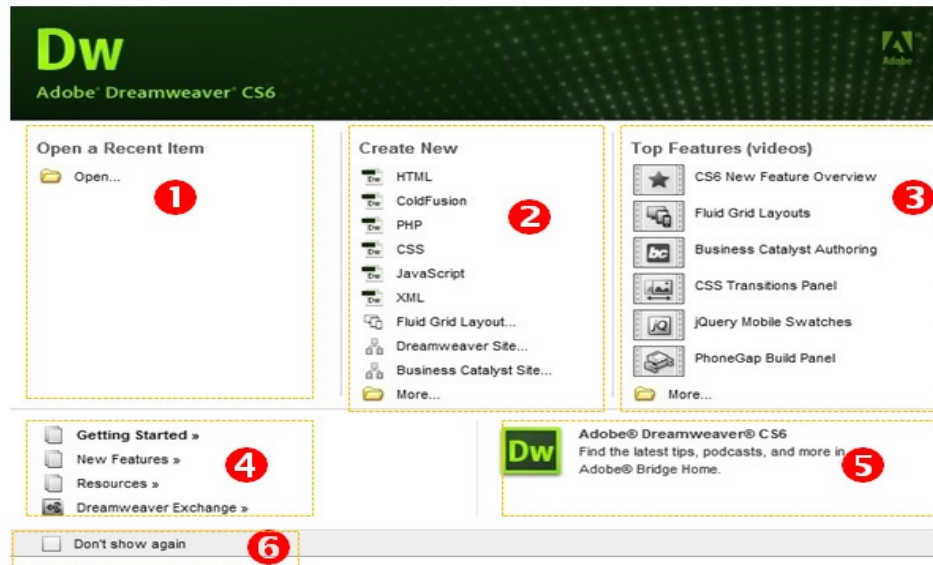 Dw
Adobe
Adobe® Dreamweaver® CS6
Open a Recent Item
Open...
1
Create New
HTML
ColdFusion
PHP
CSS
JavaScript
XML
Fluid Grid Layout...
Dreamweaver Site...
Business Catalyst Site...
More...
2
Top Features (videos)
CS6 New Feature Overview
Fluid Grid Layouts
bc Business Catalyst Authoring
CSS Transitions Panel
jQ jQuery Mobile Swatches
PhoneGap Build Panel
More...
3
Getting Started »
New Features »
Resources »
Dreamweaver Exchange »
4
Dw
Adobe® Dreamweaver® CS6
Find the latest tips, podcasts, and more in
Adobe® Bridge Home.
5
Don't show again
6